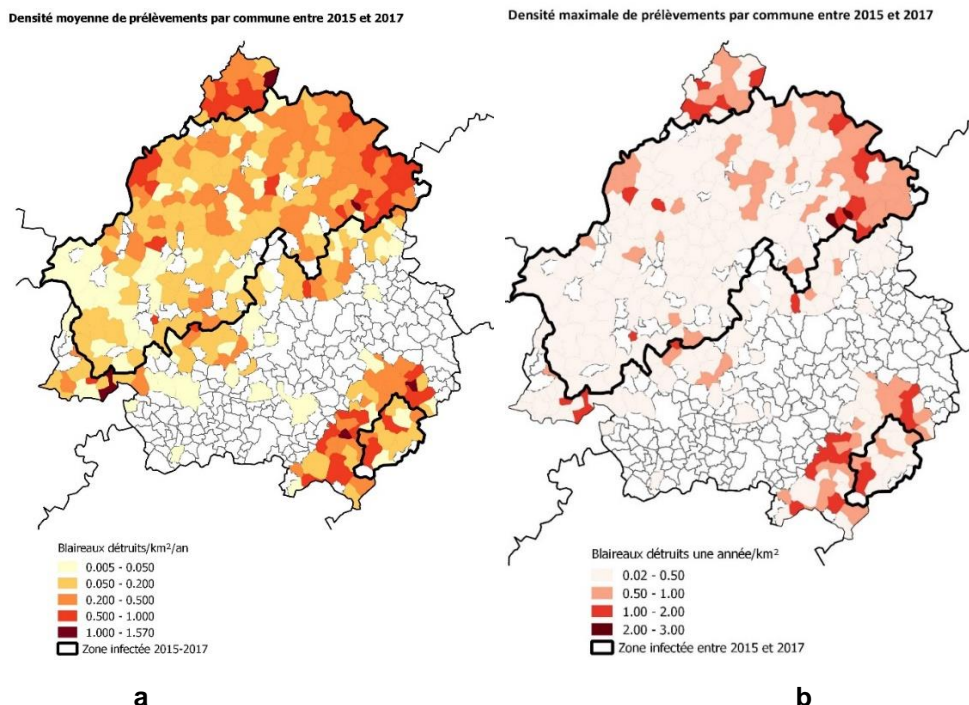 Densité moyenne de prélèvements par commune entre 2015 et 2017
Densité maximale de prélèvements par commune entre 2015 et 2017
Blaireaux détruits/km²/an
0.005 - 0.050
0.050 - 0.200
0.200 - 0.500
0.500 - 1.000
1.000 - 1.570
Zone infectée 2015-2017
Blaireaux détruits une année/km²
0.02 - 0.50
0.50 - 1.00
1.00 - 2.00
2.00 - 3.00
Zone infectée entre 2015 et 2017
a
b